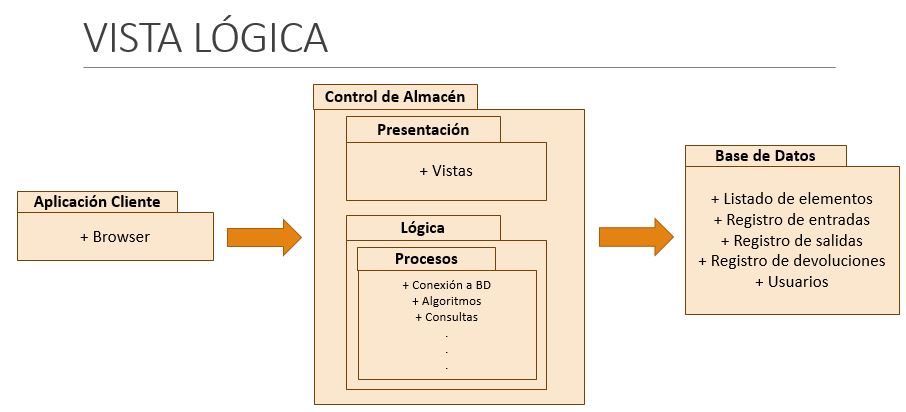 VISTA LÓGICA
Aplicación Cliente
+ Browser
Control de Almacén
Presentación
+ Vistas
Lógica
Procesos
+ Conexión a BD
+ Algoritmos
+ Consultas
.
.
.
Base de Datos
+ Listado de elementos
+ Registro de entradas
+ Registro de salidas
+ Registro de devoluciones
+ Usuarios